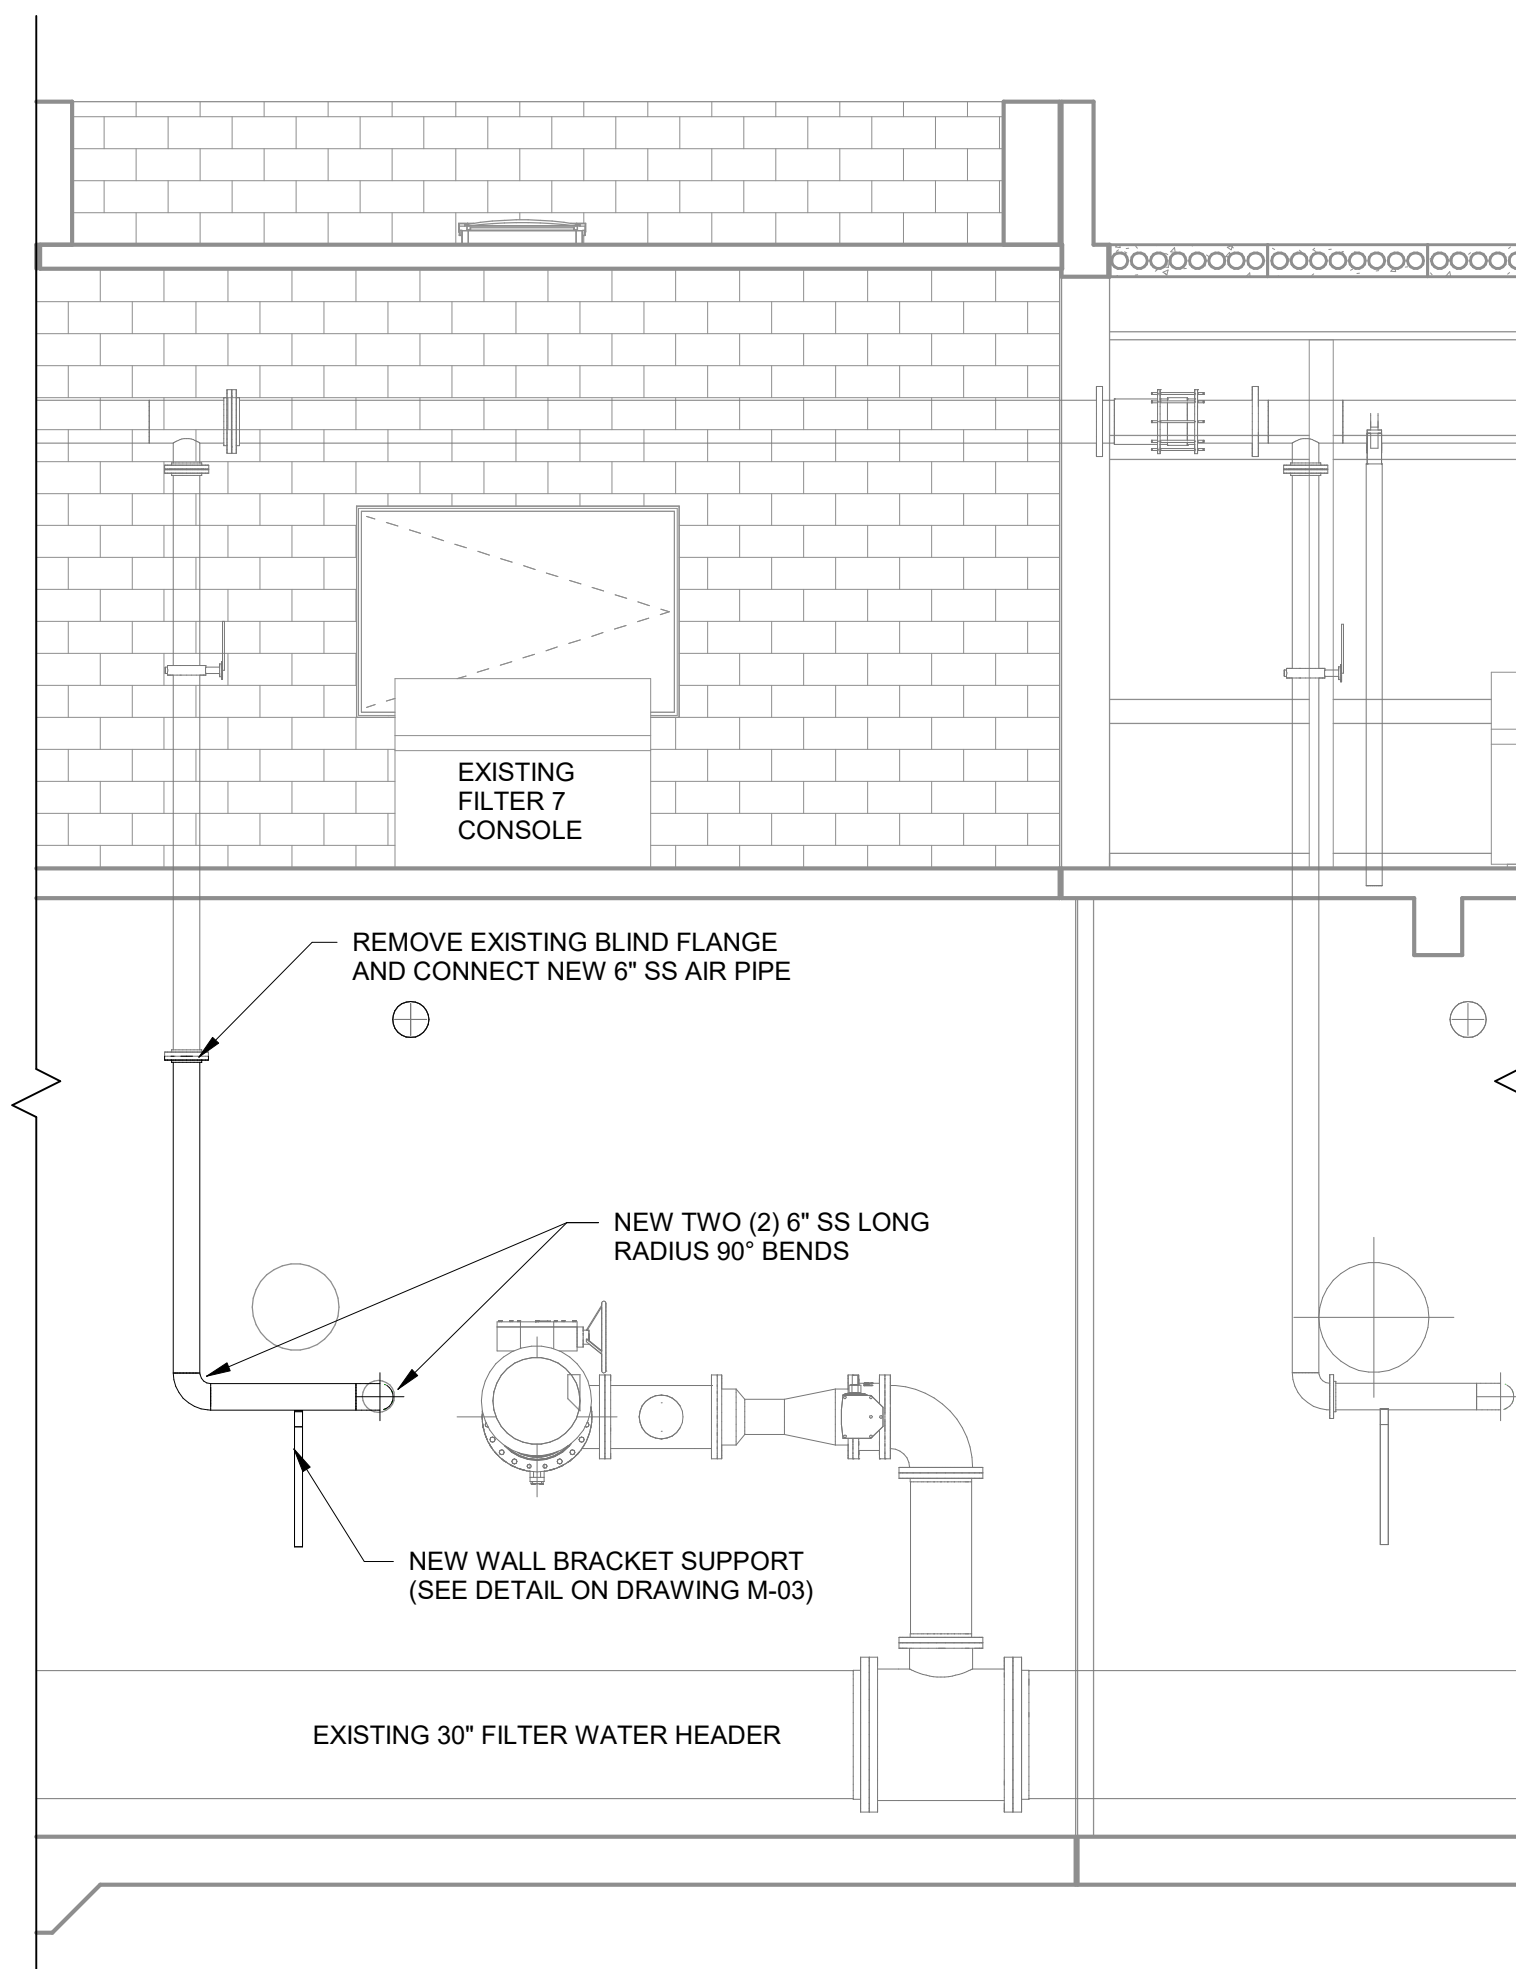 EXISTING
FILTER 7
CONSOLE
REMOVE EXISTING BLIND FLANGE
AND CONNECT NEW 6" SS AIR PIPE
NEW TWO (2) 6" SS LONG
RADIUS 90° BENDS
NEW WALL BRACKET SUPPORT
(SEE DETAIL ON DRAWING M-03)
EXISTING 30" FILTER WATER HEADER